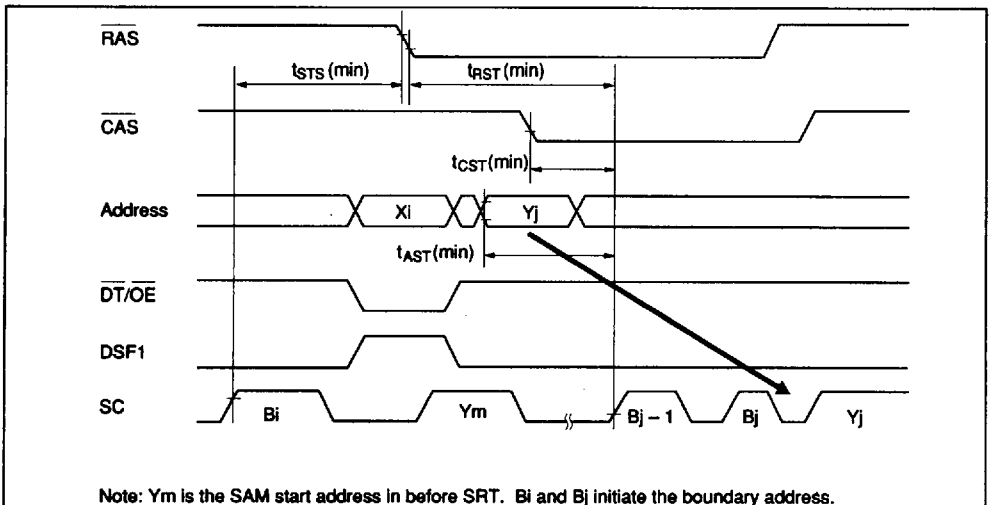 RAS
tSTS (min) tRST (min)
CAS
tCST (min)
Address Xi Yj
tAST (min)
DT/OE
DSF1
SC Bi Ym Bj – 1 Bj Yj
Note: Ym is the SAM start address in before SRT. Bi and Bj initiate the boundary address.